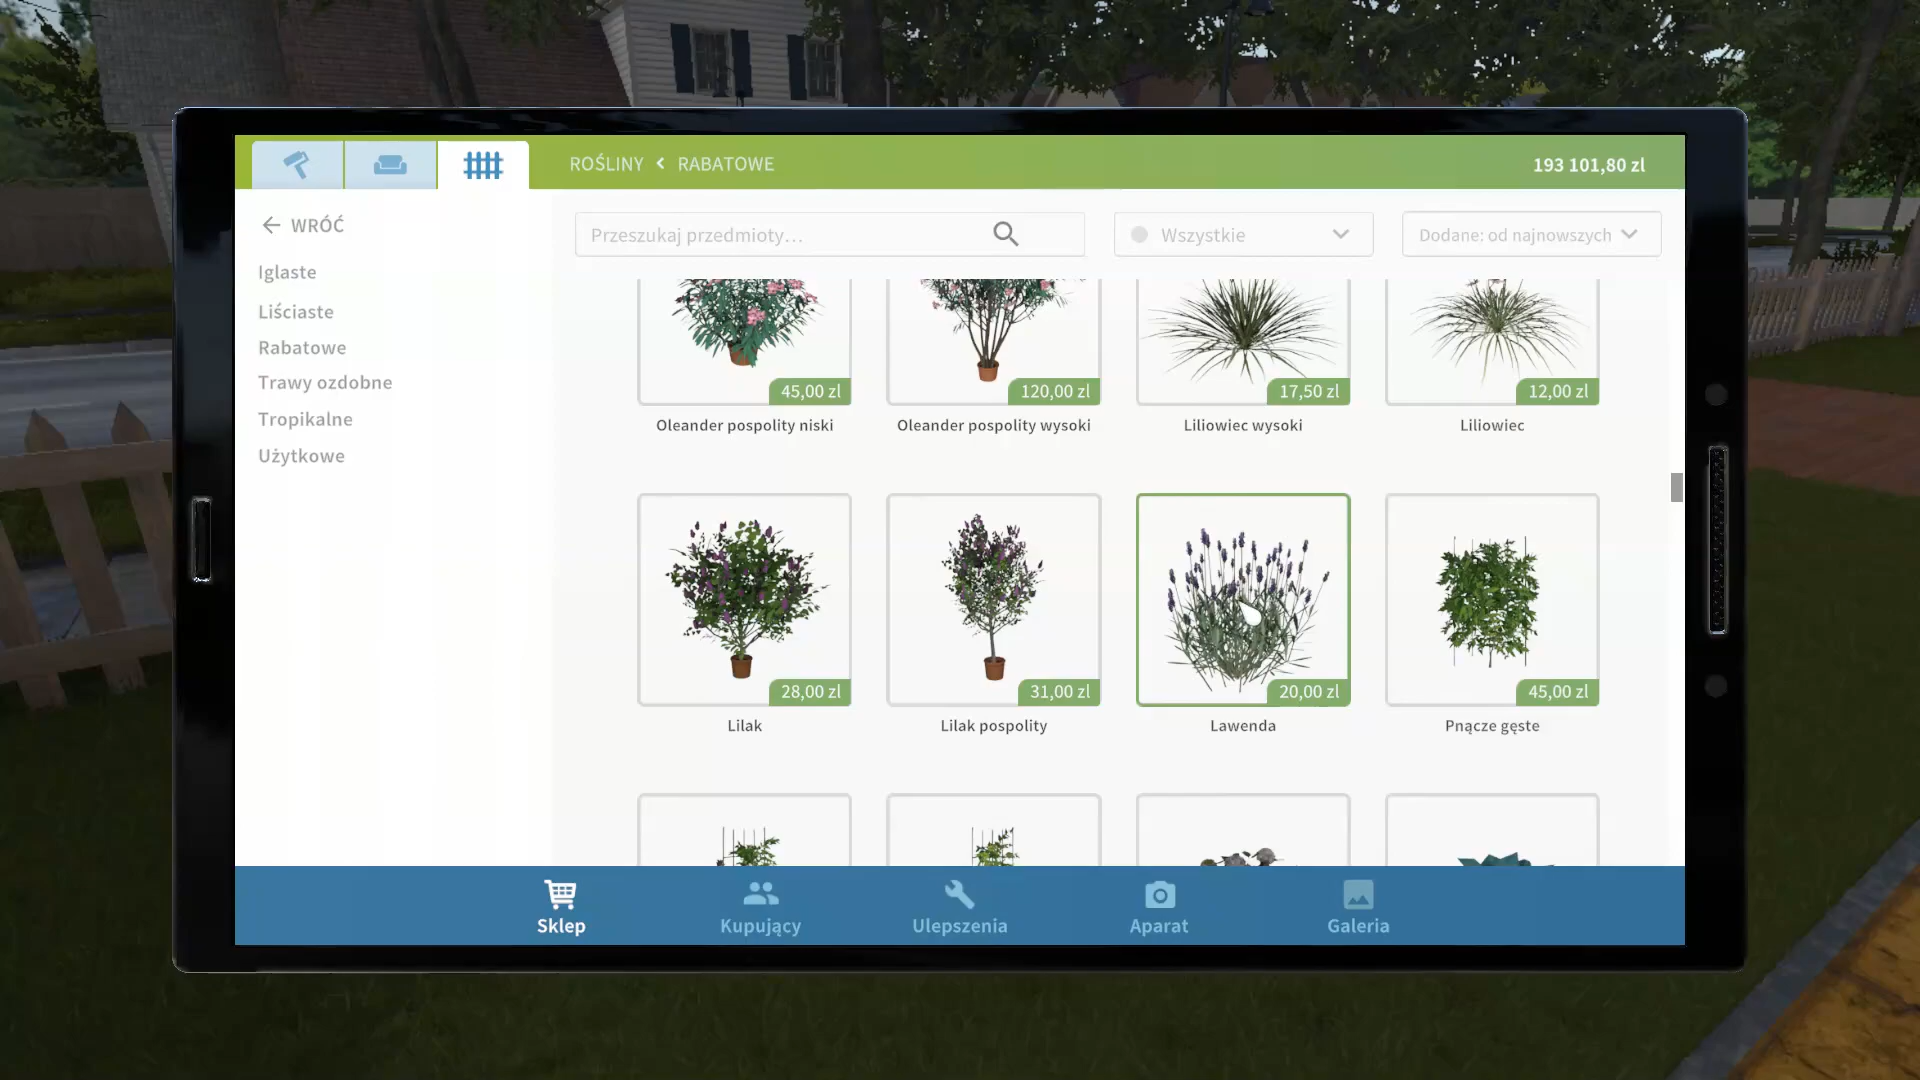 ROŚLINY < RABATOWE
193 101,80 zl
WRÓĆ
Iglaste
Liściaste
Rabatowe
Trawy ozdobne
Tropikalne
Użytkowe
Przeszukaj przedmioty...
Wszystkie
Dodane: od najnowszych
45,00 zl
120,00 zl
17,50 zl
12,00 zl
Oleander pospolity niski
Oleander pospolity wysoki
Liliowiec wysoki
Liliowiec
28,00 zl
31,00 zl
20,00 zl
45,00 zl
Lilak
Lilak pospolity
Lawenda
Pnącze gęste
Sklep
Kupujący
Ulepszenia
Aparat
Galeria